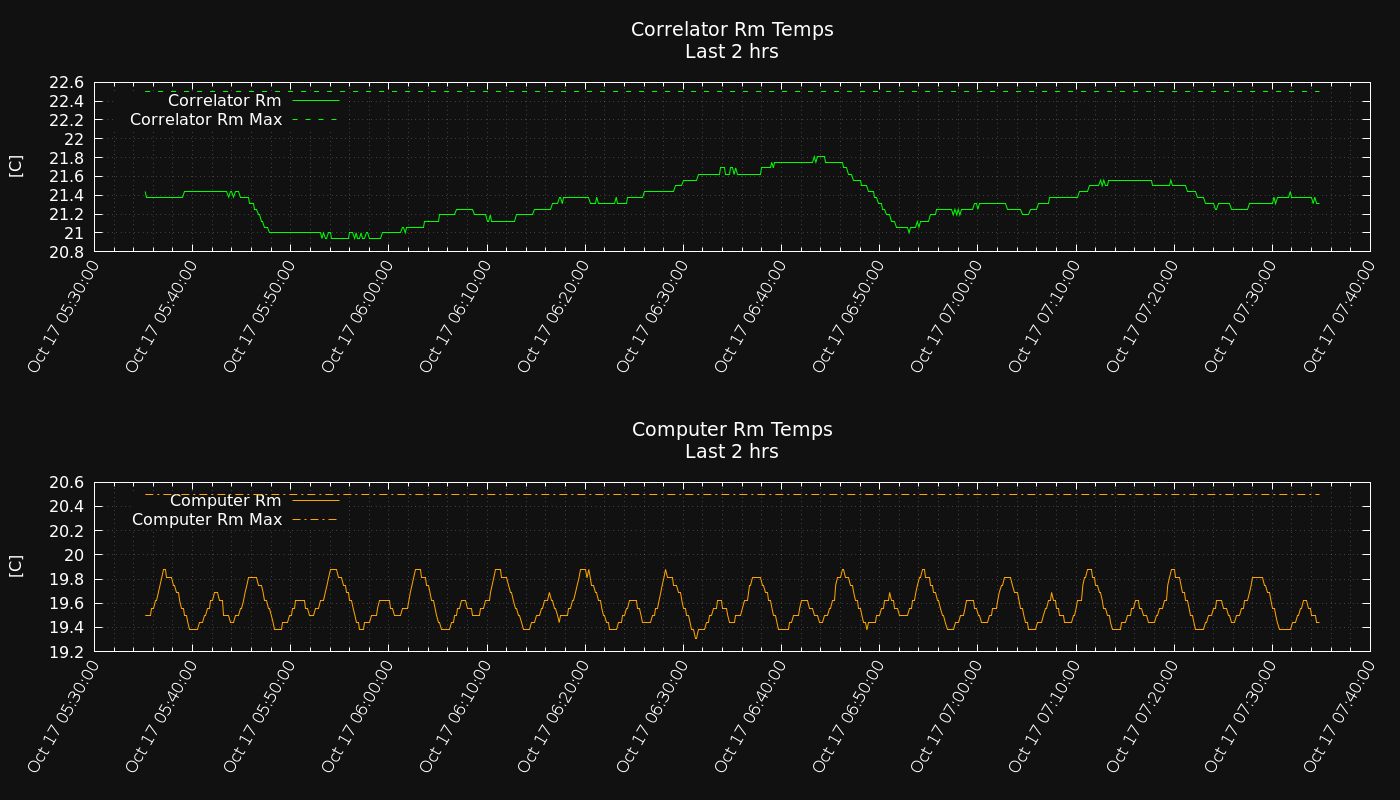 Correlator Rm Temps
Last 2 hrs
22.6
22.4
22.2
22
21.8
21.6
21.4
21.2
21
20.8
[C]
Correlator Rm
Correlator Rm Max
Oct 17 05:30:00
Oct 17 05:40:00
Oct 17 05:50:00
Oct 17 06:00:00
Oct 17 06:10:00
Oct 17 06:20:00
Oct 17 06:30:00
Oct 17 06:40:00
Oct 17 06:50:00
Oct 17 07:00:00
Oct 17 07:10:00
Oct 17 07:20:00
Oct 17 07:30:00
Oct 17 07:40:00
Computer Rm Temps
Last 2 hrs
20.6
20.4
20.2
20
19.8
19.6
19.4
19.2
[C]
Computer Rm
Computer Rm Max
Oct 17 05:30:00
Oct 17 05:40:00
Oct 17 05:50:00
Oct 17 06:00:00
Oct 17 06:10:00
Oct 17 06:20:00
Oct 17 06:30:00
Oct 17 06:40:00
Oct 17 06:50:00
Oct 17 07:00:00
Oct 17 07:10:00
Oct 17 07:20:00
Oct 17 07:30:00
Oct 17 07:40:00